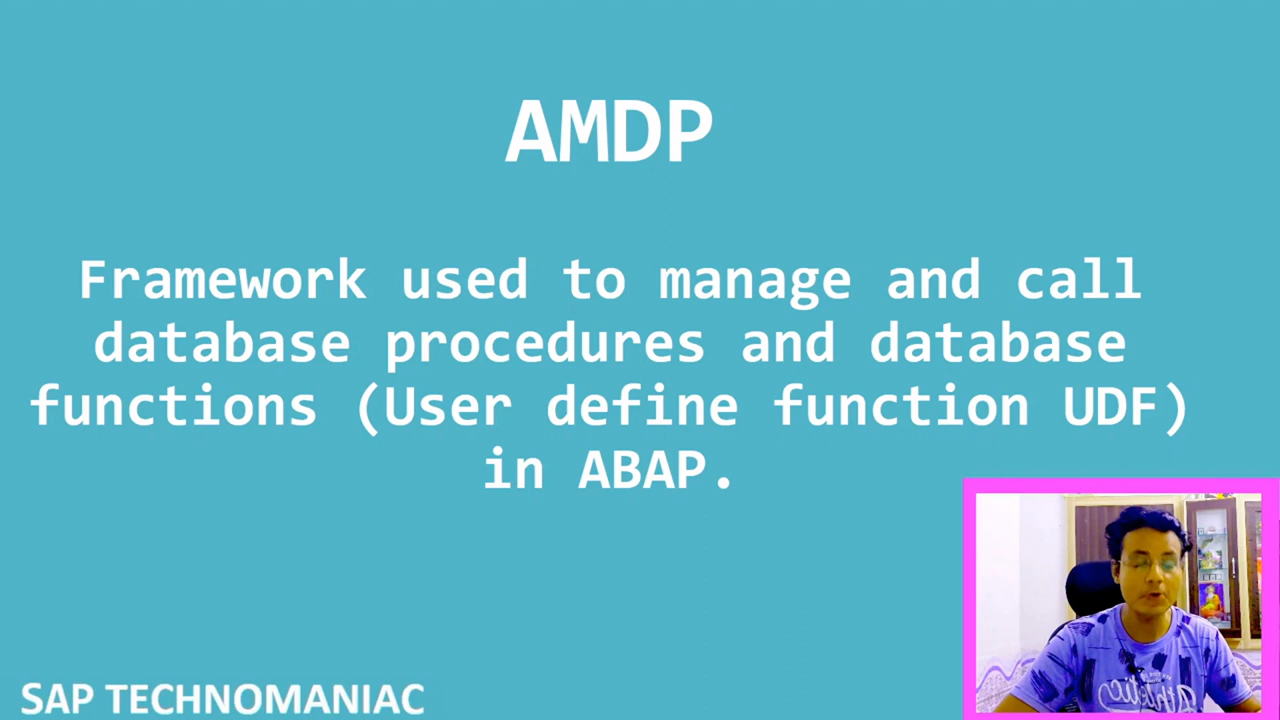 AMDP
Framework used to manage and call
database procedures and database
functions (User define function UDF)
in ABAP.
SAP TECHNOMANIAC
Athletic